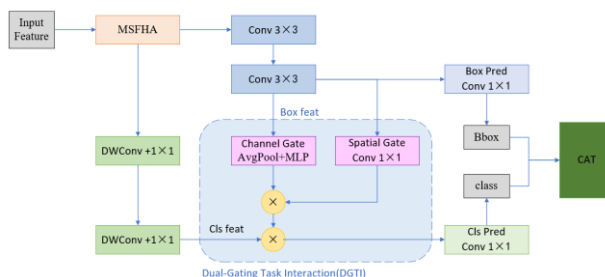 Input
Feature
MSFHA
Conv 3×3
Conv 3×3
Box Pred
Conv 1×1
Box feat
Channel Gate
AvgPool+MLP
Spatial Gate
Conv 1×1
Bbox
DWConv +1×1
×
CAT
class
Cls feat
DWConv +1×1
×
Cls Pred
Conv 1×1
Dual-Gating Task Interaction(DGTI)